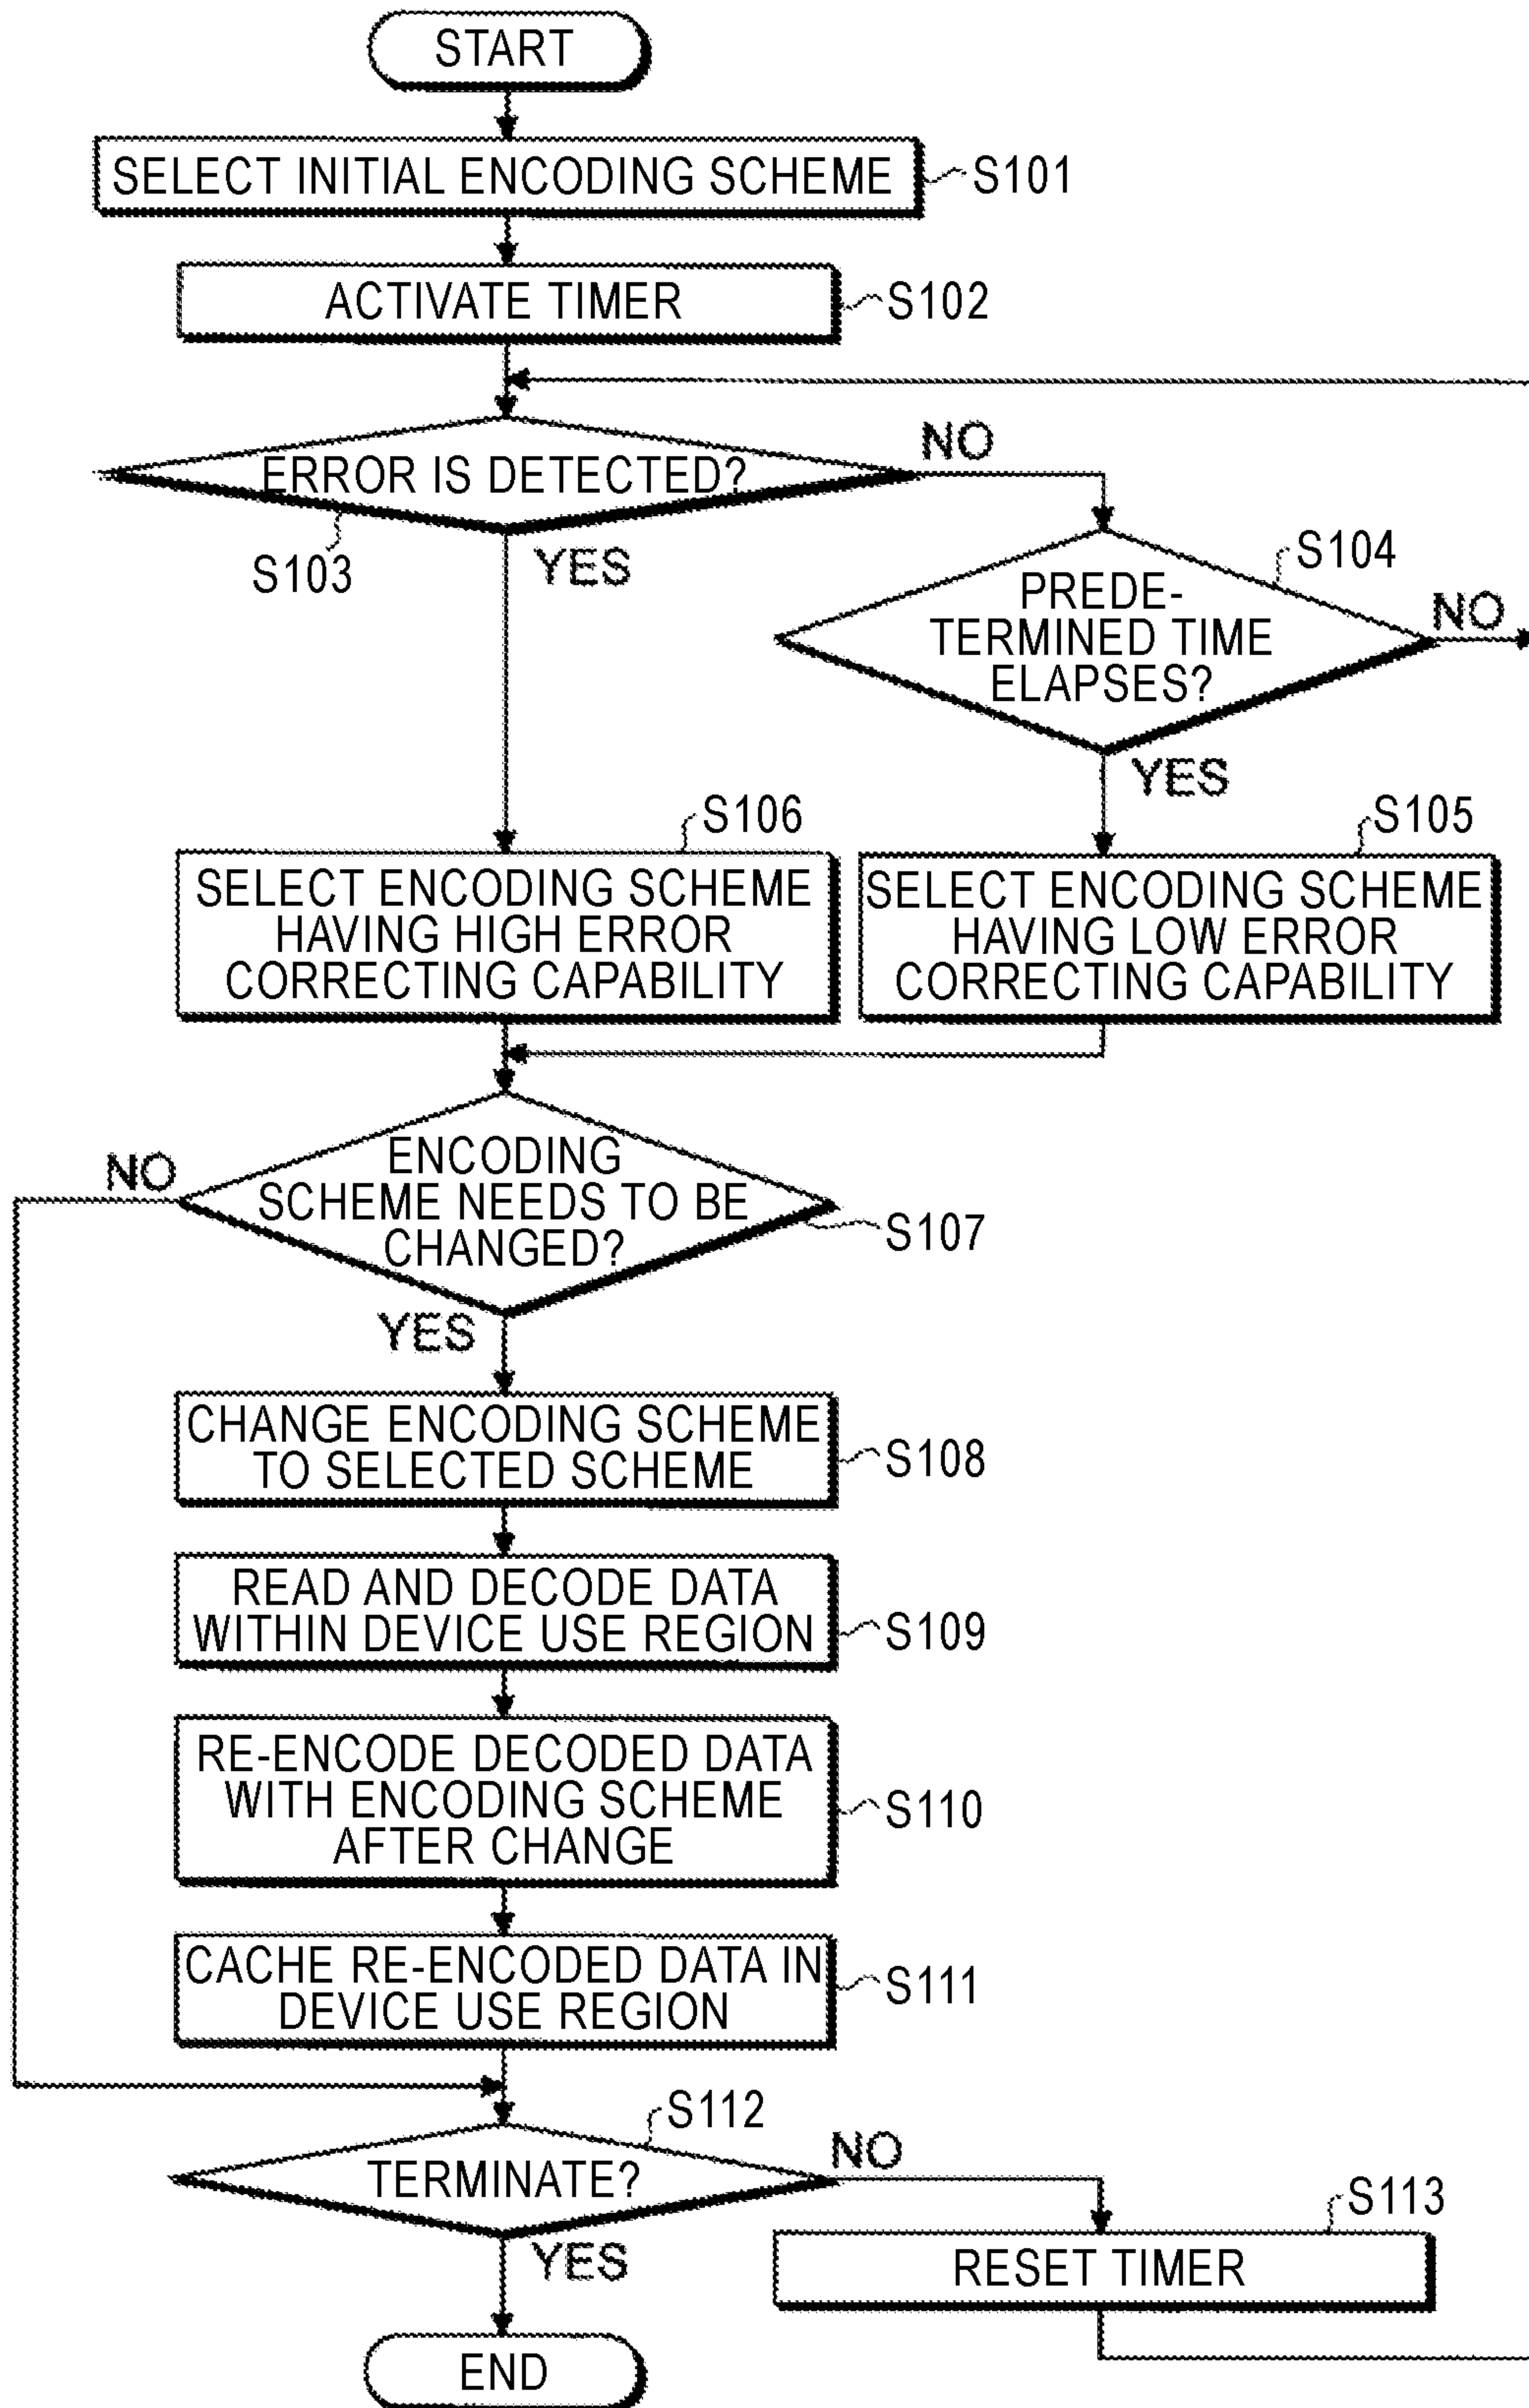 START
SELECT INITIAL ENCODING SCHEME
S101
ACTIVATE TIMER
S102
ERROR IS DETECTED?
NO
S103
YES
S104
PREDE-
TERMINED TIME
ELAPSES?
NO
YES
S106
SELECT ENCODING SCHEME
HAVING HIGH ERROR
CORRECTING CAPABILITY
S105
SELECT ENCODING SCHEME
HAVING LOW ERROR
CORRECTING CAPABILITY
NO
ENCODING
SCHEME NEEDS TO BE
CHANGED?
S107
YES
CHANGE ENCODING SCHEME
TO SELECTED SCHEME
S108
READ AND DECODE DATA
WITHIN DEVICE USE REGION
S109
RE-ENCODE DECODED DATA
WITH ENCODING SCHEME
AFTER CHANGE
S110
CACHE RE-ENCODED DATA IN
DEVICE USE REGION
S111
S112
TERMINATE?
NO
YES
S113
RESET TIMER
END